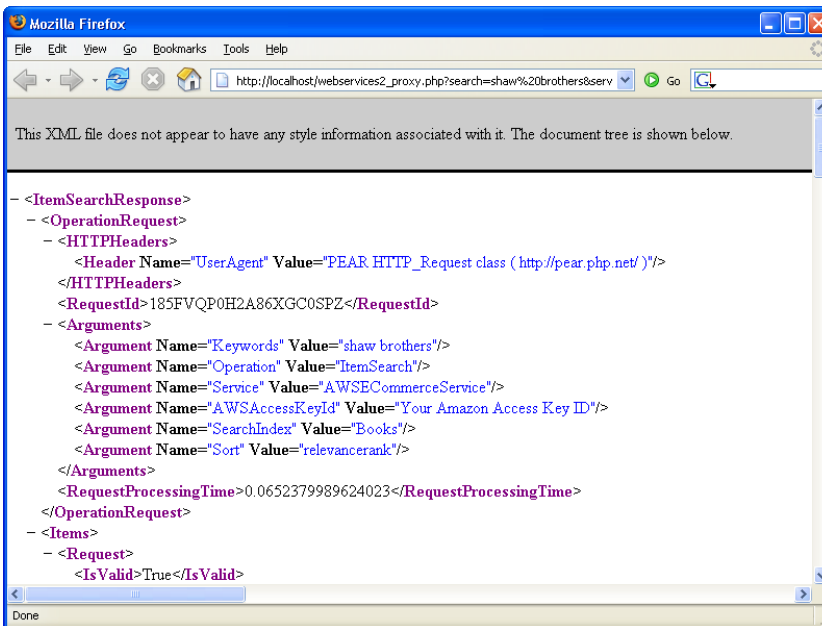 Mozilla Firefox
File Edit View Go Bookmarks Tools Help
http://localhost/webservices2_proxy.php?search=shaw%20brothers&serv Go G
This XML file does not appear to have any style information associated with it. The document tree is shown below.
− <ItemSearchResponse>
− <OperationRequest>
− <HTTPHeaders>
<Header Name="UserAgent" Value="PEAR HTTP_Request class ( http://pear.php.net/ )"/>
</HTTPHeaders>
<RequestId>185FVQP0H2A86XGC0SPZ</RequestId>
− <Arguments>
<Argument Name="Keywords" Value="shaw brothers"/>
<Argument Name="Operation" Value="ItemSearch"/>
<Argument Name="Service" Value="AWSECommerceService"/>
<Argument Name="AWSAccessKeyId" Value="Your Amazon Access Key ID"/>
<Argument Name="SearchIndex" Value="Books"/>
<Argument Name="Sort" Value="relevancerank"/>
</Arguments>
<RequestProcessingTime>0.0652379989624023</RequestProcessingTime>
</OperationRequest>
− <Items>
− <Request>
<IsValid>True</IsValid>
Done